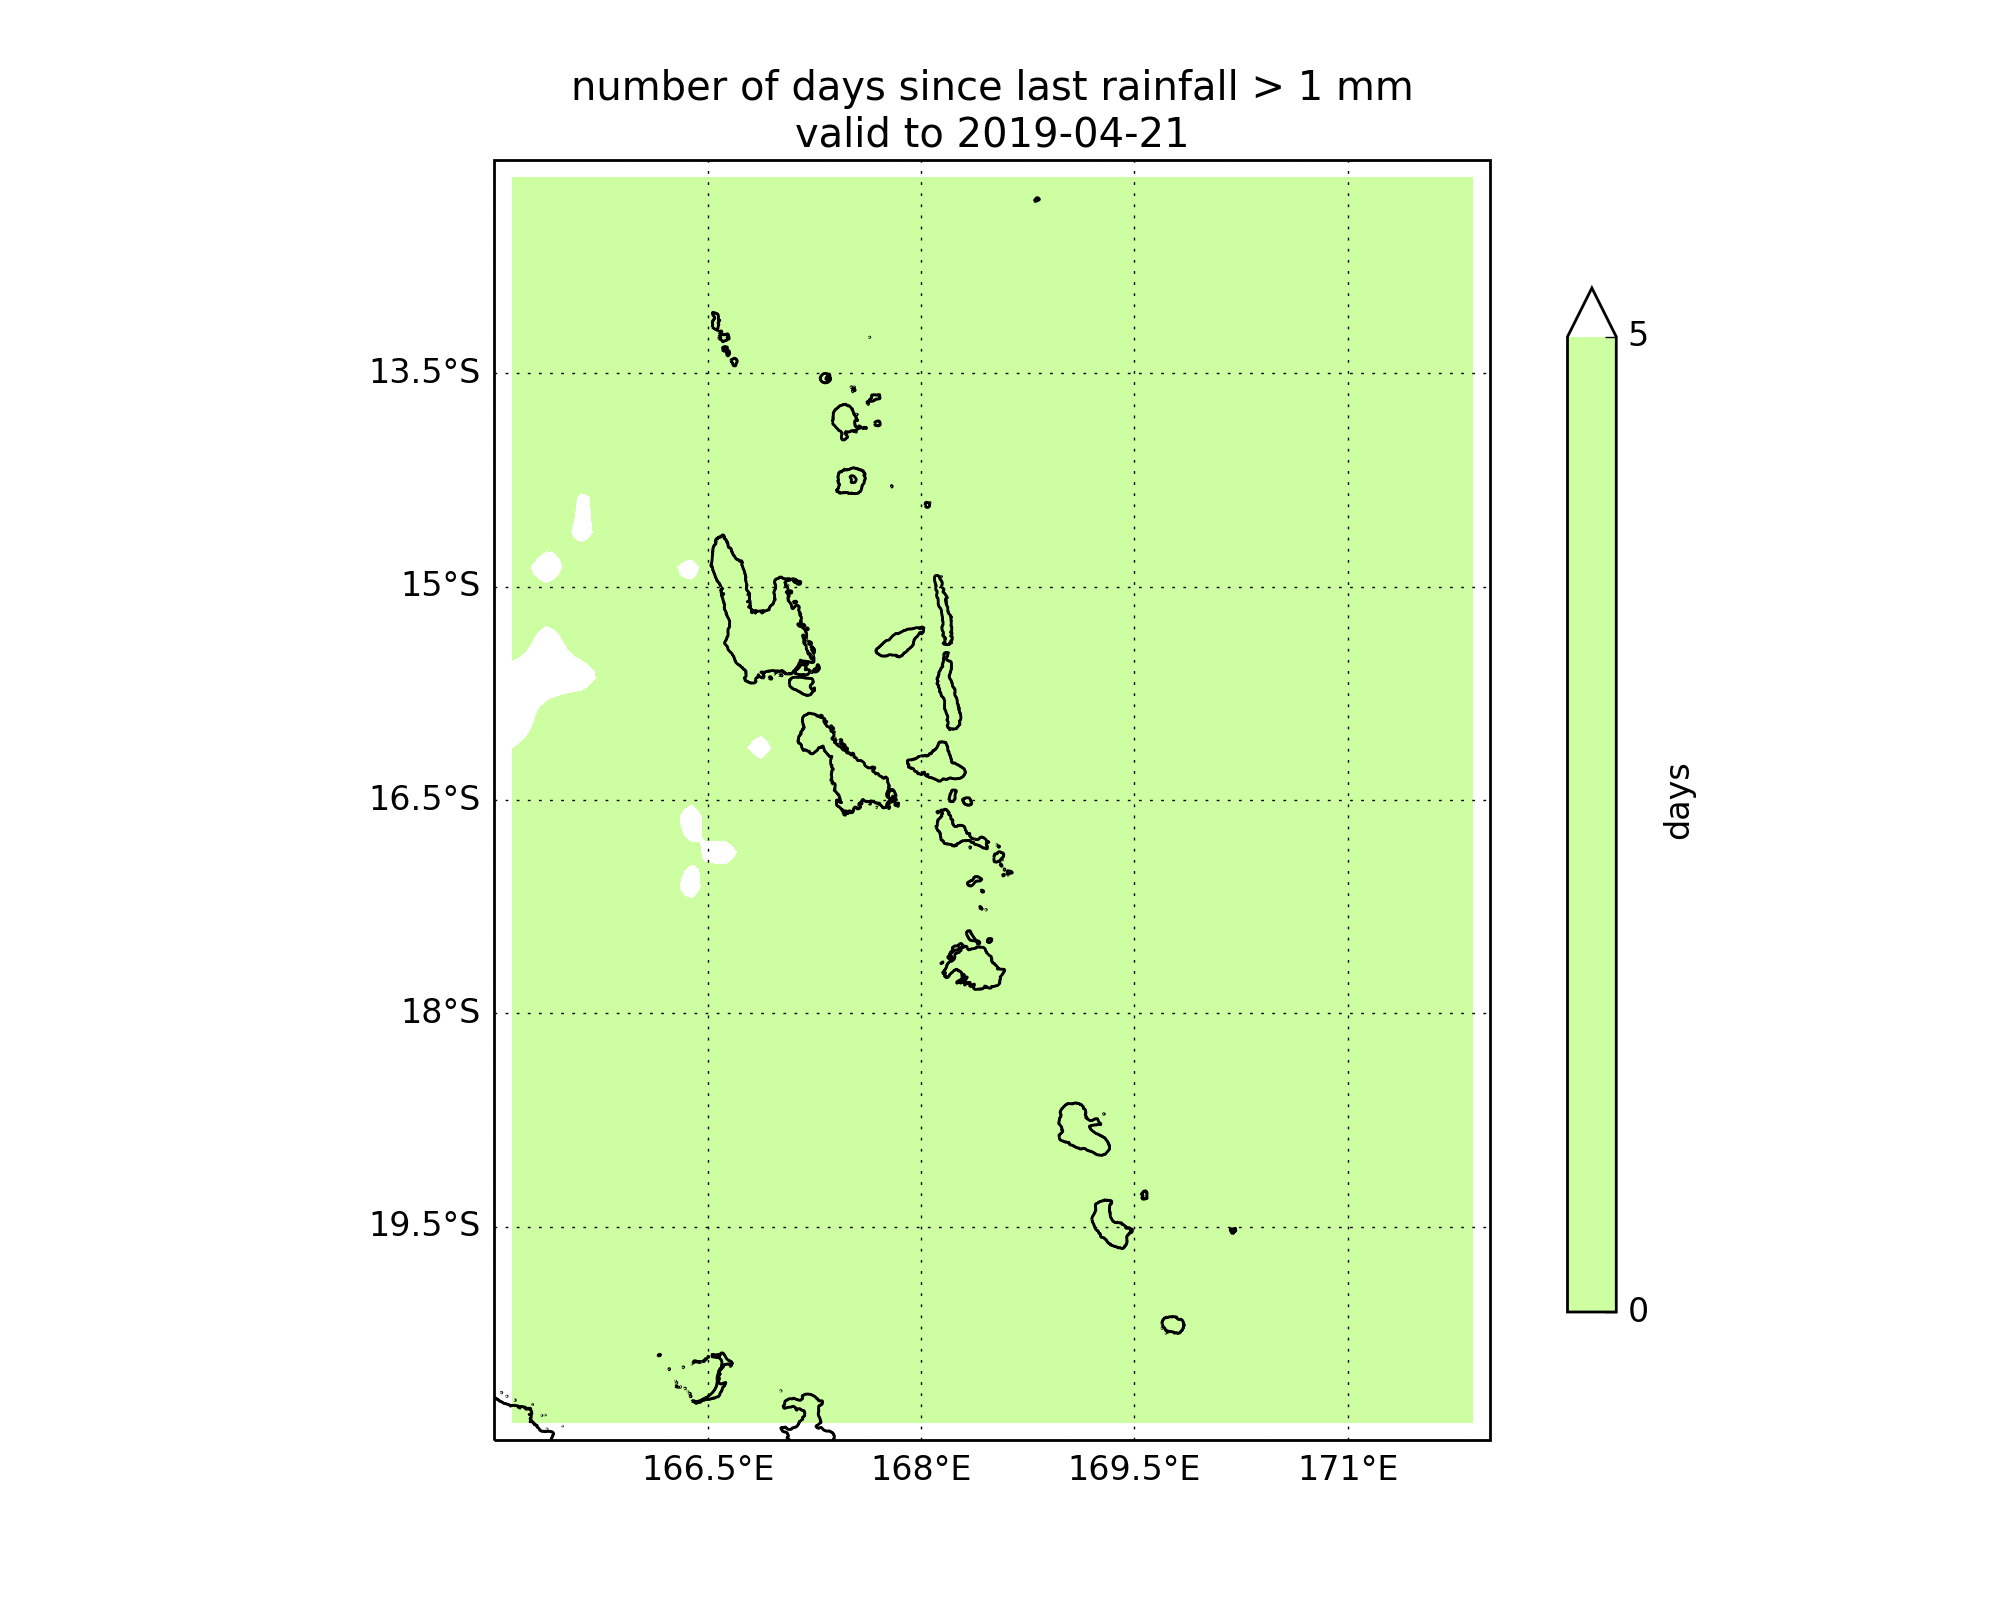 number of days since last rainfall > 1 mm
valid to 2019-04-21
13.5°S
15°S
16.5°S
18°S
19.5°S
166.5°E
168°E
169.5°E
171°E
5
0
days